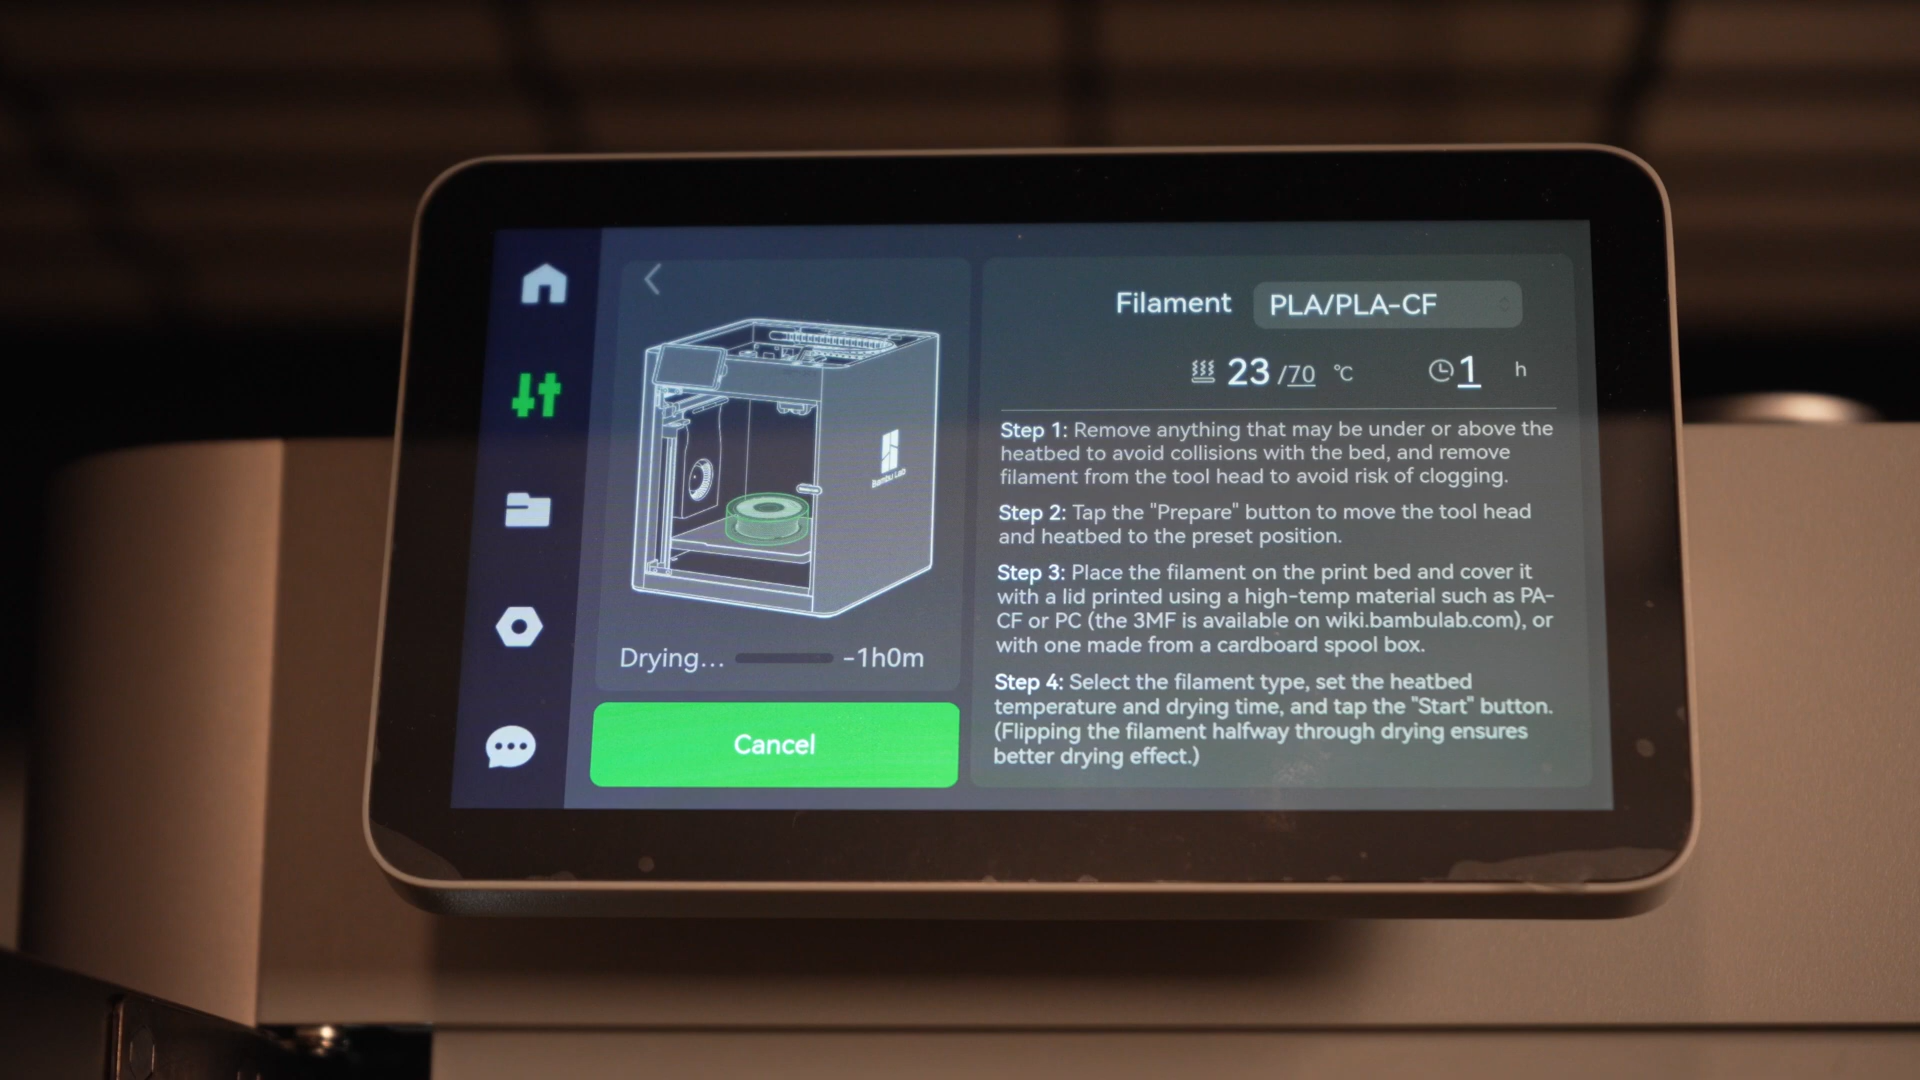 Filament PLA/PLA-CF
23 /70 °C 1 h
Step 1: Remove anything that may be under or above the
heatbed to avoid collisions with the bed, and remove
filament from the tool head to avoid risk of clogging.
Step 2: Tap the "Prepare" button to move the tool head
and heatbed to the preset position.
Step 3: Place the filament on the print bed and cover it
with a lid printed using a high-temp material such as PA-
CF or PC (the 3MF is available on wiki.bambulab.com), or
with one made from a cardboard spool box.
Step 4: Select the filament type, set the heatbed
temperature and drying time, and tap the "Start" button.
(Flipping the filament halfway through drying ensures
better drying effect.)
Bambu Lab
Drying... -1h0m
Cancel